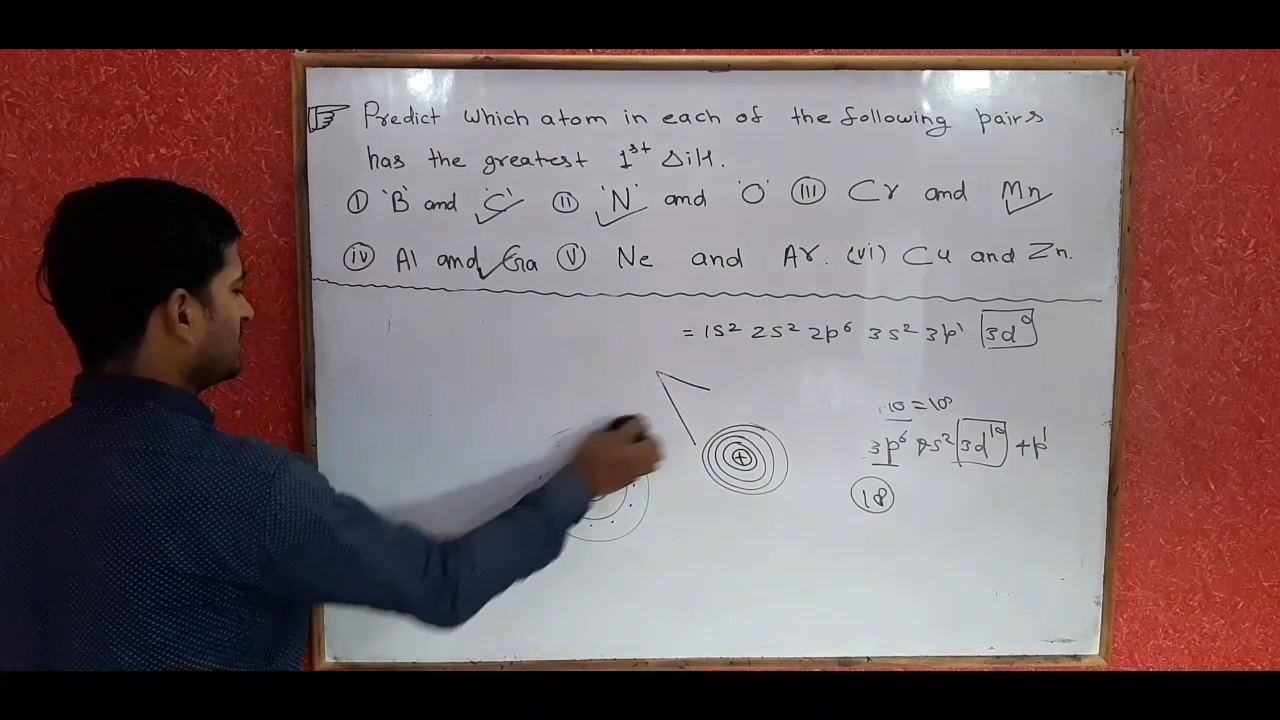 Predict which atom in each of the following pairs
has the greatest 1st ΔiH.
(i) 'B' and 'C' (ii) 'N' and 'O' (iii) Cr and Mn
(iv) Al and Ga (v) Ne and Ar. (vi) Cu and Zn.
= 1s² 2s² 2p⁶ 3s² 3p¹ 3d⁰
10 = 10
3p⁶ 4s² 3d¹⁰ 4p¹
18
+